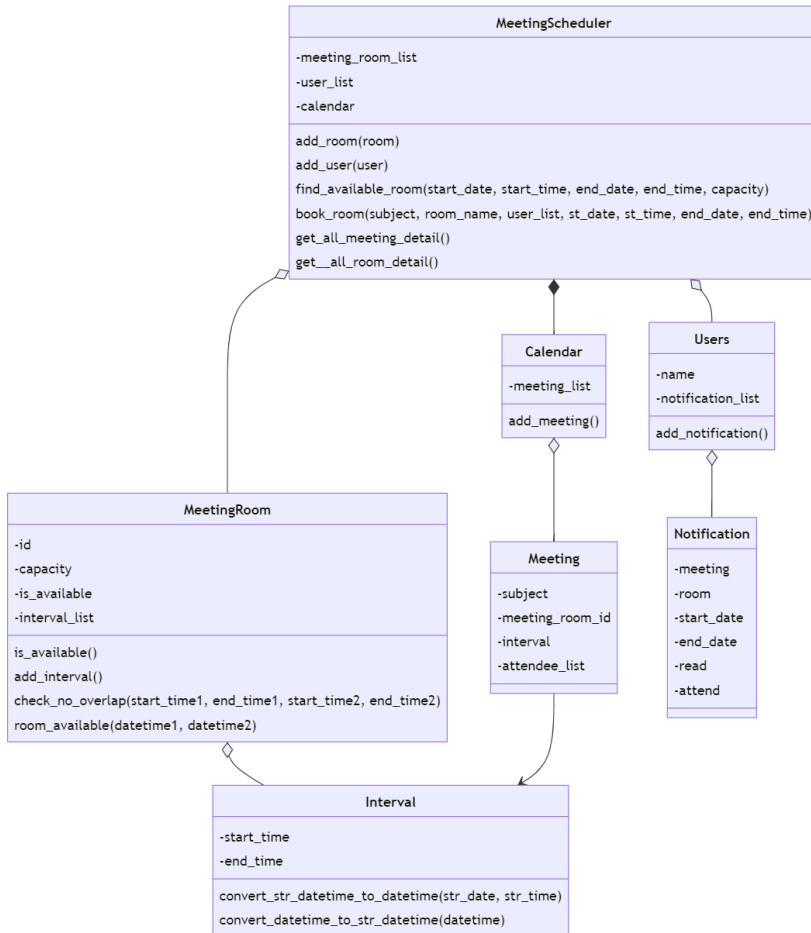 MeetingScheduler
-meeting_room_list
-user_list
-calendar
add_room(room)
add_user(user)
find_available_room(start_date, start_time, end_date, end_time, capacity)
book_room(subject, room_name, user_list, st_date, st_time, end_date, end_time)
get_all_meeting_detail()
get__all_room_detail()
Calendar
-meeting_list
add_meeting()
Users
-name
-notification_list
add_notification()
MeetingRoom
-id
-capacity
-is_available
-interval_list
is_available()
add_interval()
check_no_overlap(start_time1, end_time1, start_time2, end_time2)
room_available(datetime1, datetime2)
Meeting
-subject
-meeting_room_id
-interval
-attendee_list
Notification
-meeting
-room
-start_date
-end_date
-read
-attend
Interval
-start_time
-end_time
convert_str_datetime_to_datetime(str_date, str_time)
convert_datetime_to_str_datetime(datetime)